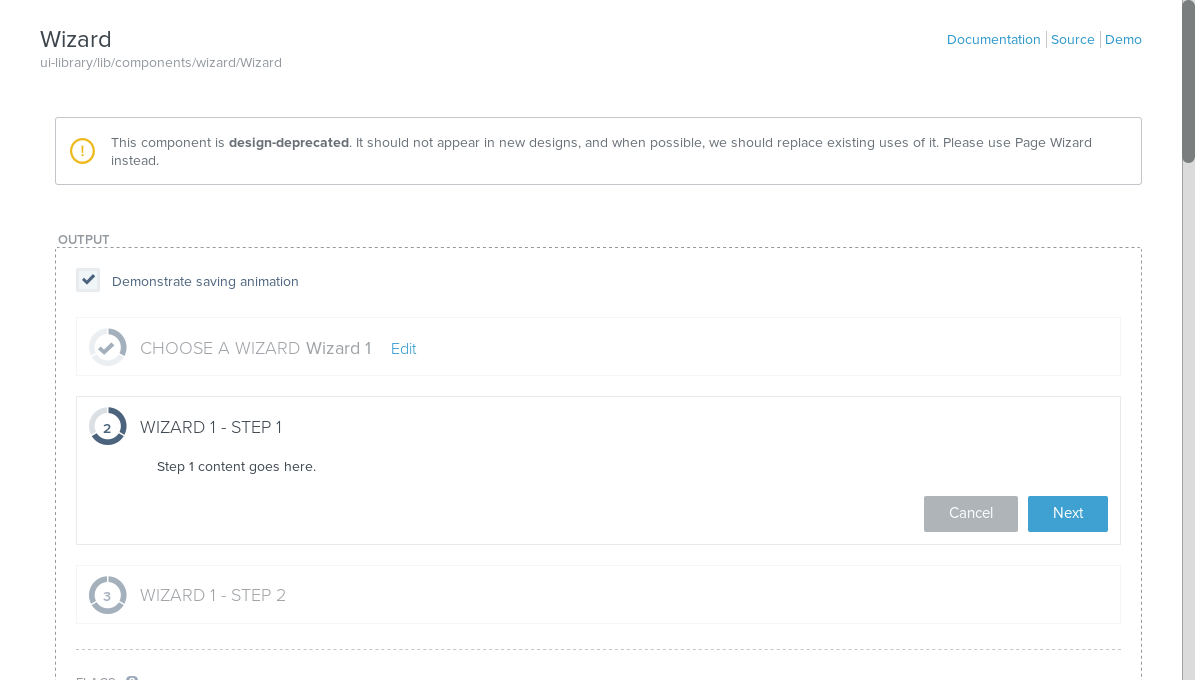 Wizard
Documentation Source Demo
ui-library/lib/components/wizard/Wizard
This component is design-deprecated. It should not appear in new designs, and when possible, we should replace existing uses of it. Please use Page Wizard
instead.
OUTPUT
Demonstrate saving animation
CHOOSE A WIZARD Wizard 1 Edit
2 WIZARD 1 - STEP 1
Step 1 content goes here.
Cancel Next
3 WIZARD 1 - STEP 2